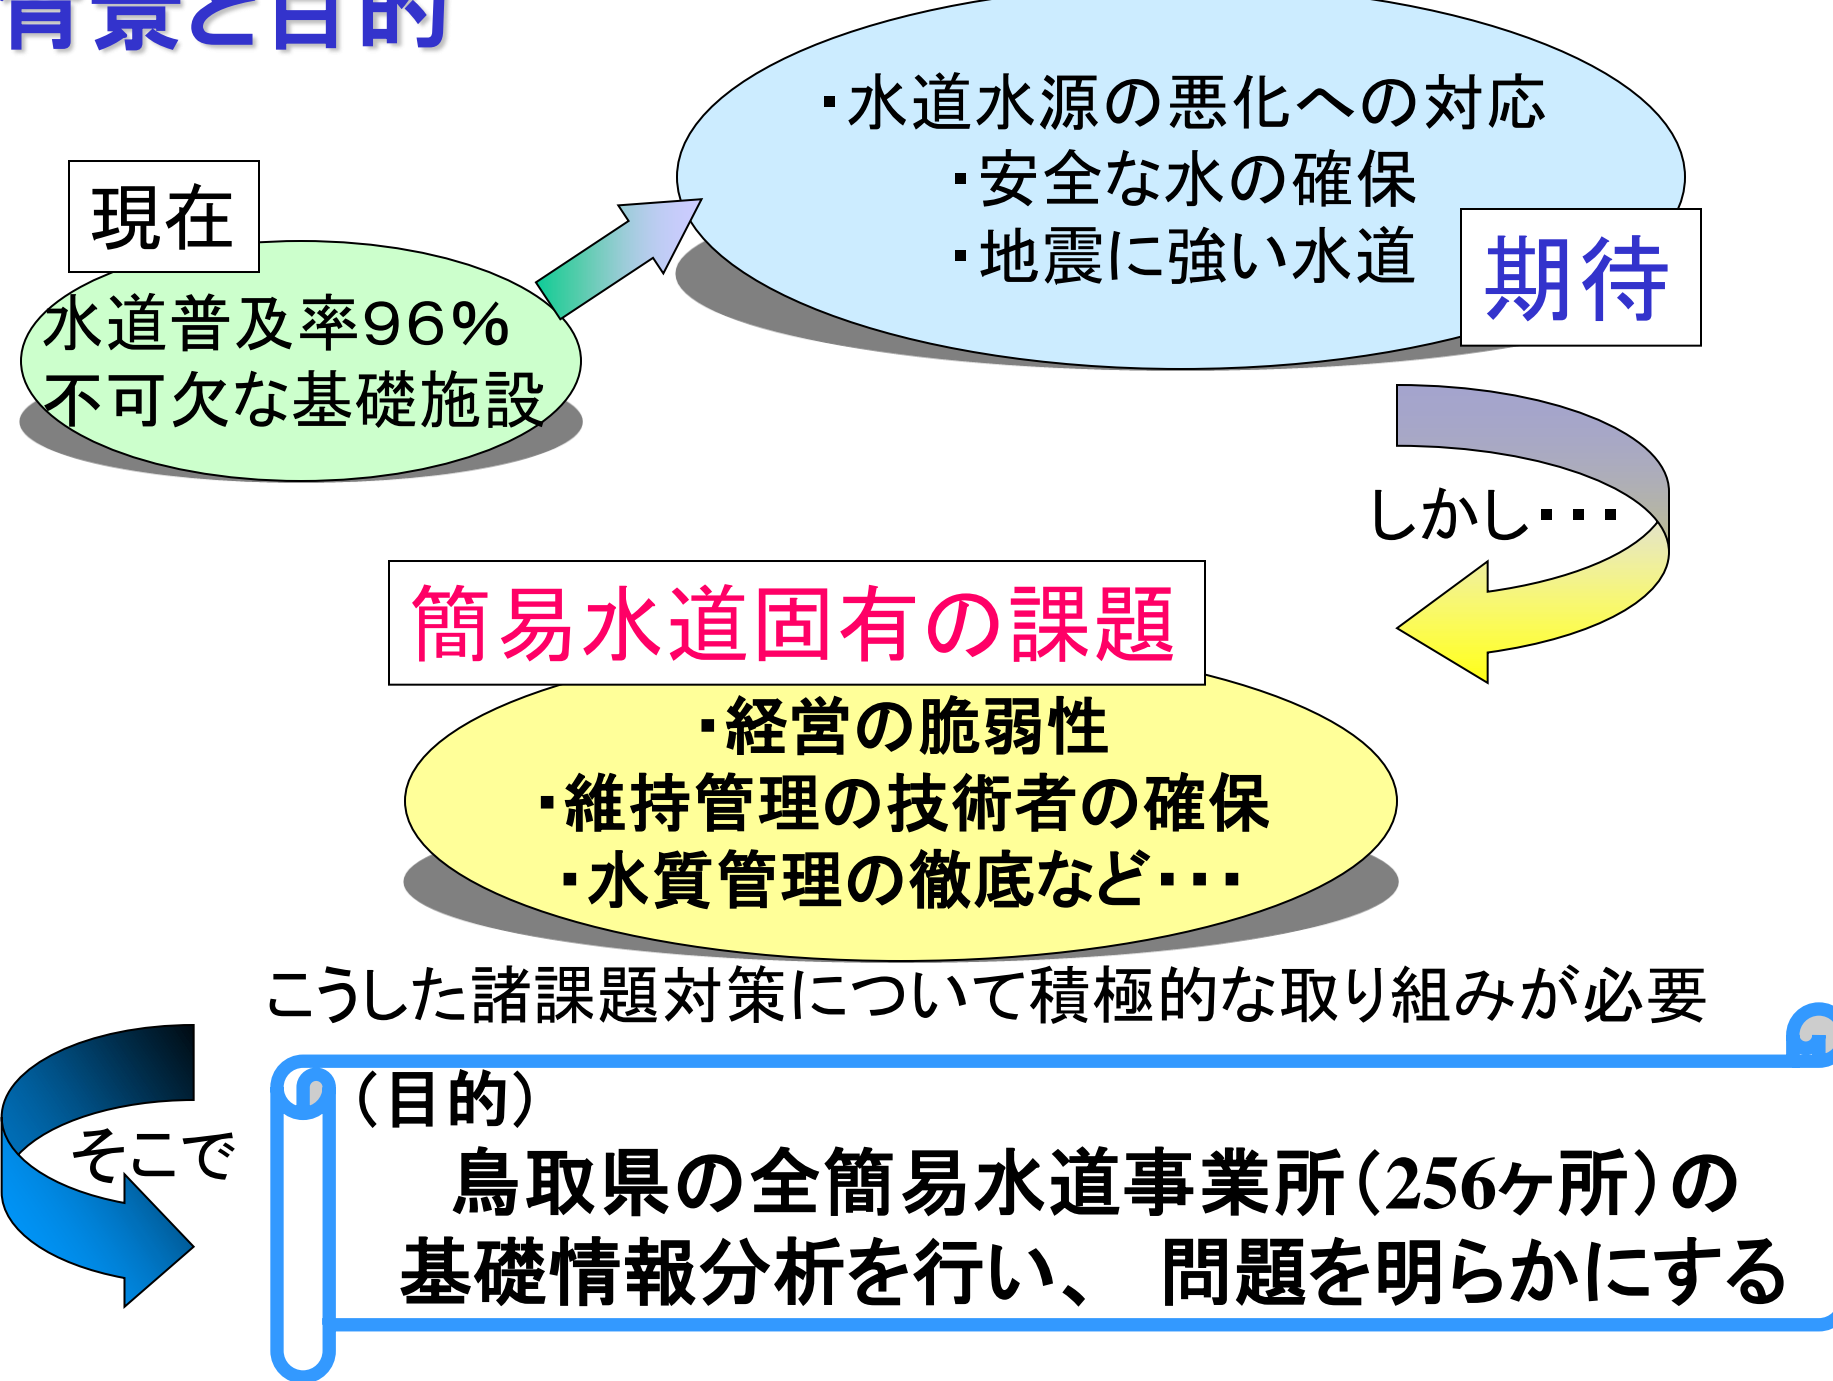 背景と目的
現在
水道普及率96%
不可欠な基礎施設
・水道水源の悪化への対応
・安全な水の確保
・地震に強い水道
期待
しかし・・・
簡易水道固有の課題
・経営の脆弱性
・維持管理の技術者の確保
・水質管理の徹底など・・・
こうした諸課題対策について積極的な取り組みが必要
そこで
(目的)
鳥取県の全簡易水道事業所(256ヶ所)の
基礎情報分析を行い、 問題を明らかにする